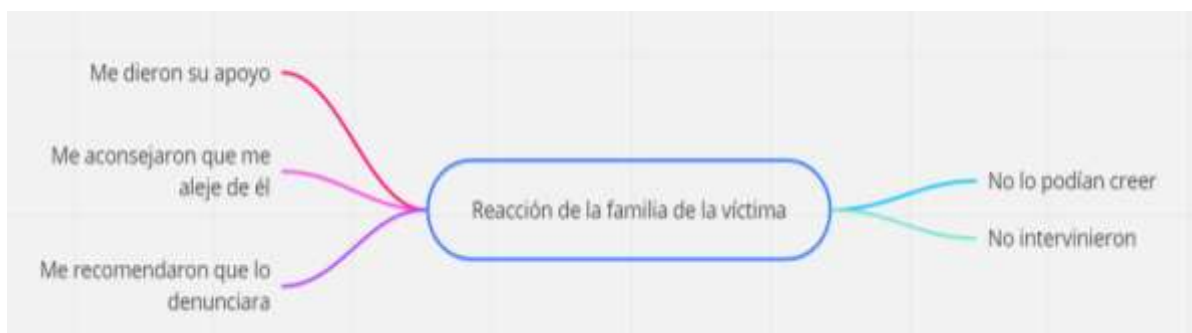 Me dieron su apoyo
Me aconsejaron que me
aleje de él
Me recomendaron que lo
denunciara
Reacción de la familia de la víctima
No lo podían creer
No intervinieron